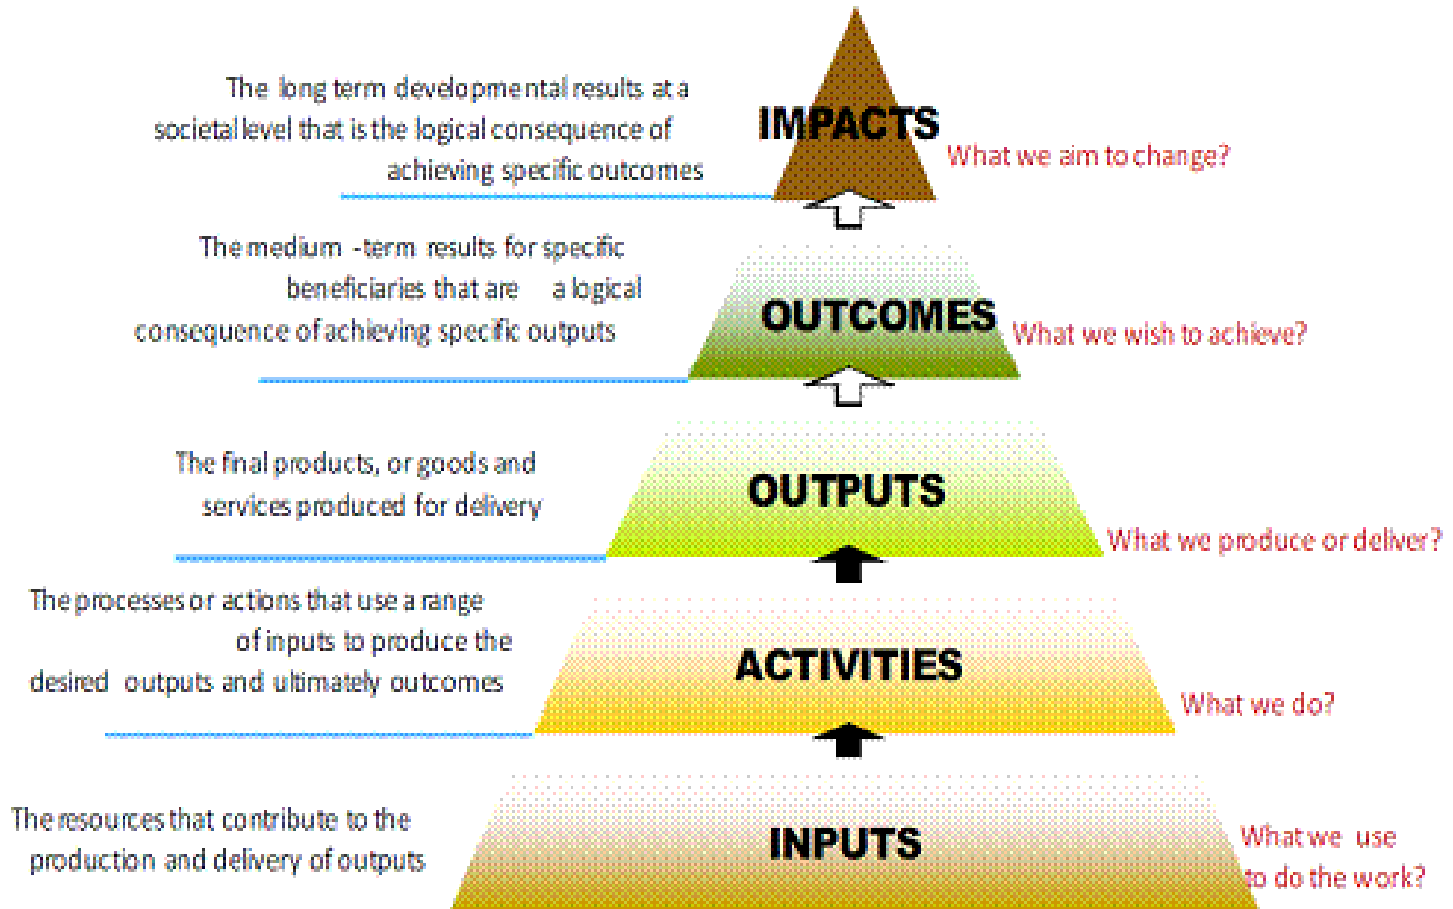 The long term developmental results at a
societal level that is the logical consequence of
achieving specific outcomes
IMPACTS
What we aim to change?
The medium -term results for specific
beneficiaries that are a logical
consequence of achieving specific outputs
OUTCOMES
What we wish to achieve?
The final products, or goods and
services produced for delivery
OUTPUTS
What we produce or deliver?
The processes or actions that use a range
of inputs to produce the
desired outputs and ultimately outcomes
ACTIVITIES
What we do?
The resources that contribute to the
production and delivery of outputs
INPUTS
What we use
to do the work?